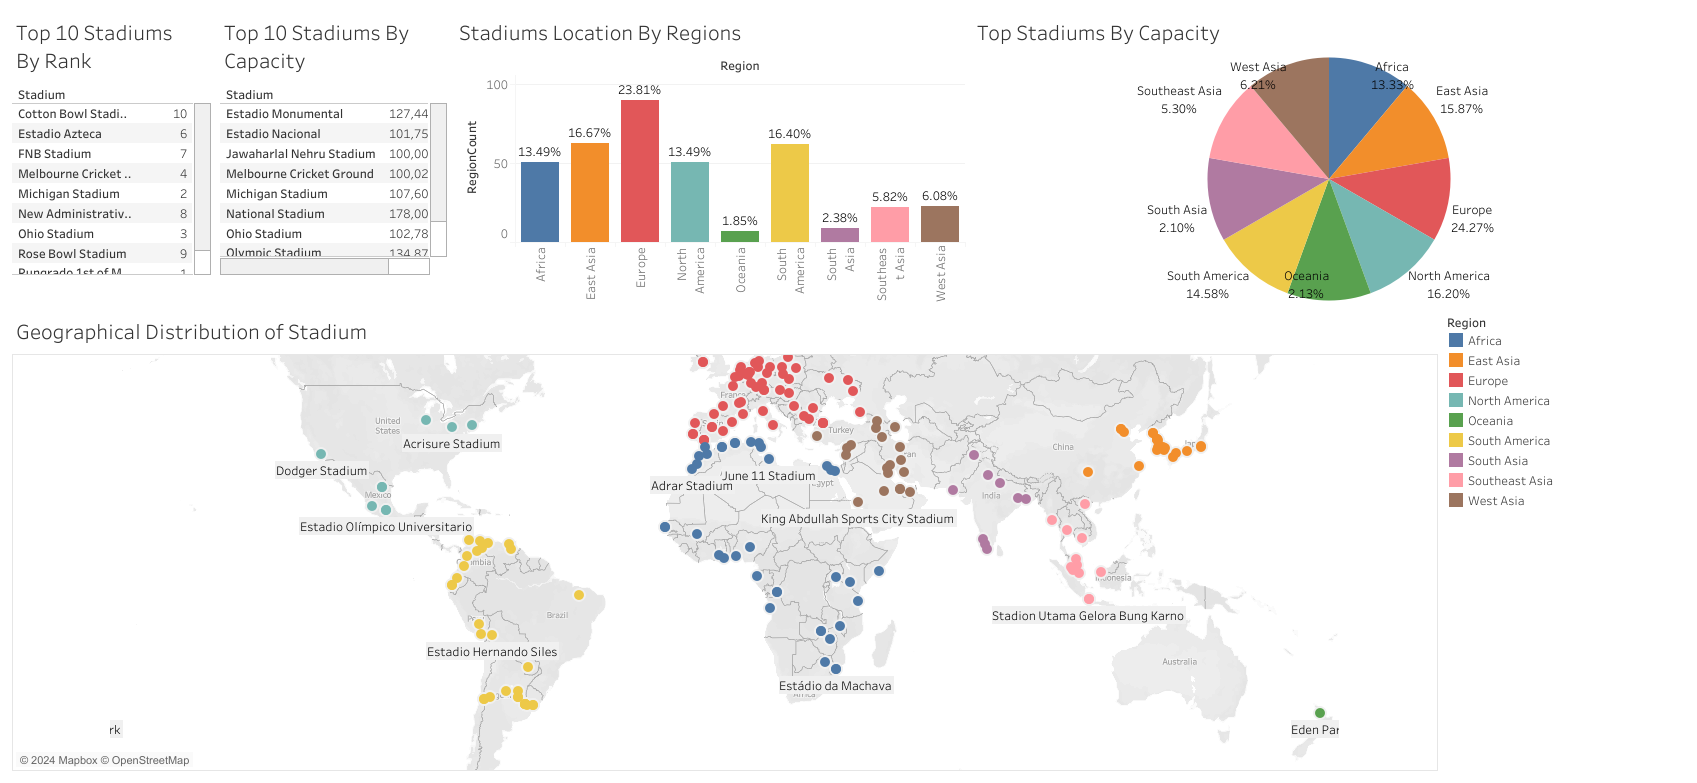 Top 10 Stadiums
By Rank
Stadium
Cotton Bowl Stadi.. 10
Estadio Azteca 6
FNB Stadium 7
Melbourne Cricket .. 4
Michigan Stadium 2
New Administrativ.. 8
Ohio Stadium 3
Rose Bowl Stadium 9
Rungrado 1st of M 1
Top 10 Stadiums By
Capacity
Stadium
Estadio Monumental 127,44
Estadio Nacional 101,75
Jawaharlal Nehru Stadium 100,00
Melbourne Cricket Ground 100,02
Michigan Stadium 107,60
National Stadium 178,00
Ohio Stadium 102,78
Olympic Stadium 134,87
Stadiums Location By Regions
Region
RegionCount
100
50
0
13.49%
16.67%
23.81%
13.49%
1.85%
16.40%
2.38%
5.82%
6.08%
Africa
East Asia
Europe
North
America
Oceania
South
America
South
Asia
Southeas
t Asia
West Asia
Top Stadiums By Capacity
West Asia
6.21%
Africa
13.33%
Southeast Asia
5.30%
East Asia
15.87%
South Asia
2.10%
Europe
24.27%
South America
14.58%
Oceania
2.13%
North America
16.20%
Geographical Distribution of Stadium
Region
Africa
East Asia
Europe
North America
Oceania
South America
South Asia
Southeast Asia
West Asia
France
United
States
Turkey
China
Acrisure Stadium
Dodger Stadium
June 11 Stadium
Adrar Stadium
Mexico
India
Estadio Olímpico Universitario
King Abdullah Sports City Stadium
Brazil
Stadion Utama Gelora Bung Karno
Estadio Hernando Siles
Australia
Estádio da Machava
rk
Eden Par
© 2024 Mapbox © OpenStreetMap